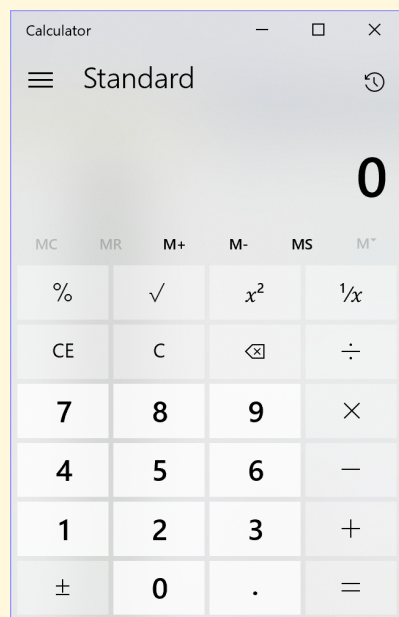 Calculator
Standard
0
MC MR M+ M- MS M˅
% √ x² ¹/x
CE C ÷
7 8 9 ×
4 5 6 −
1 2 3 +
± 0 . =